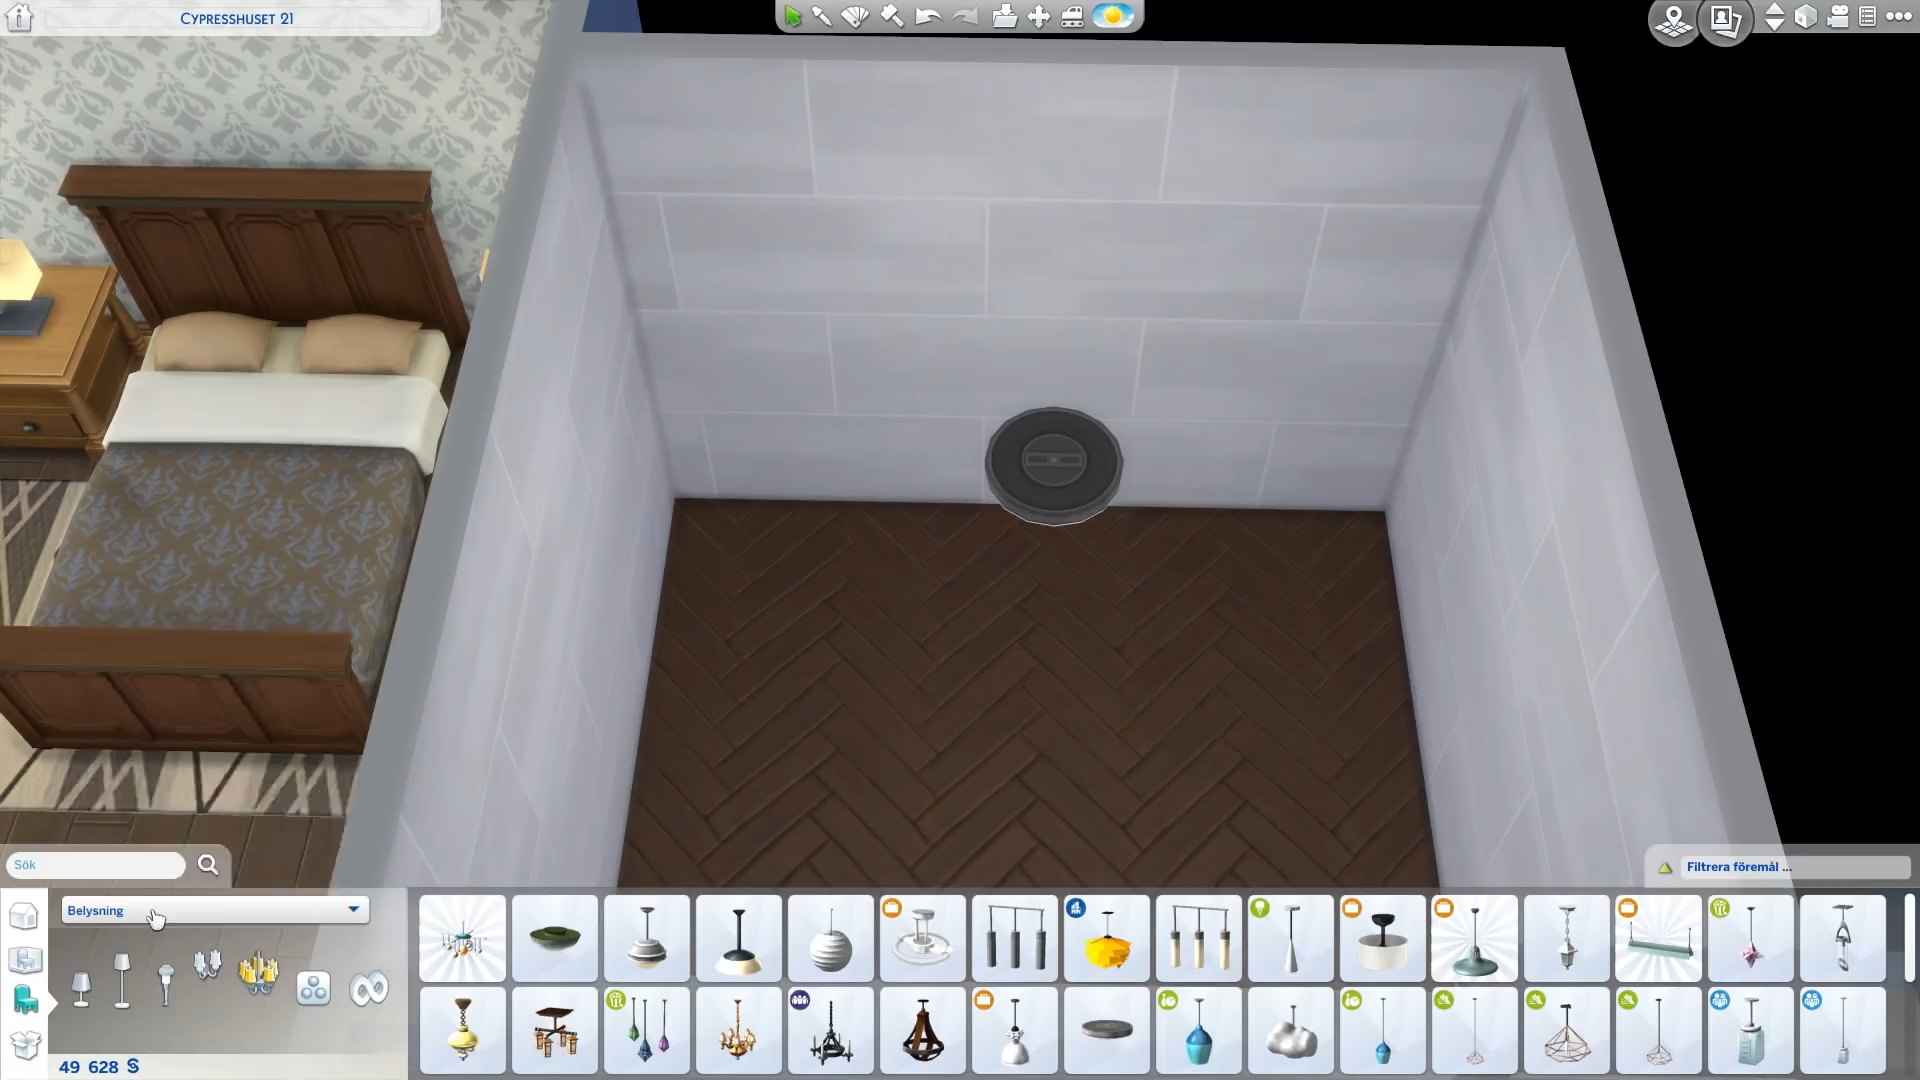 Cypresshuset 21
Sök
Filtrera föremål ...
Belysning
49 628 S